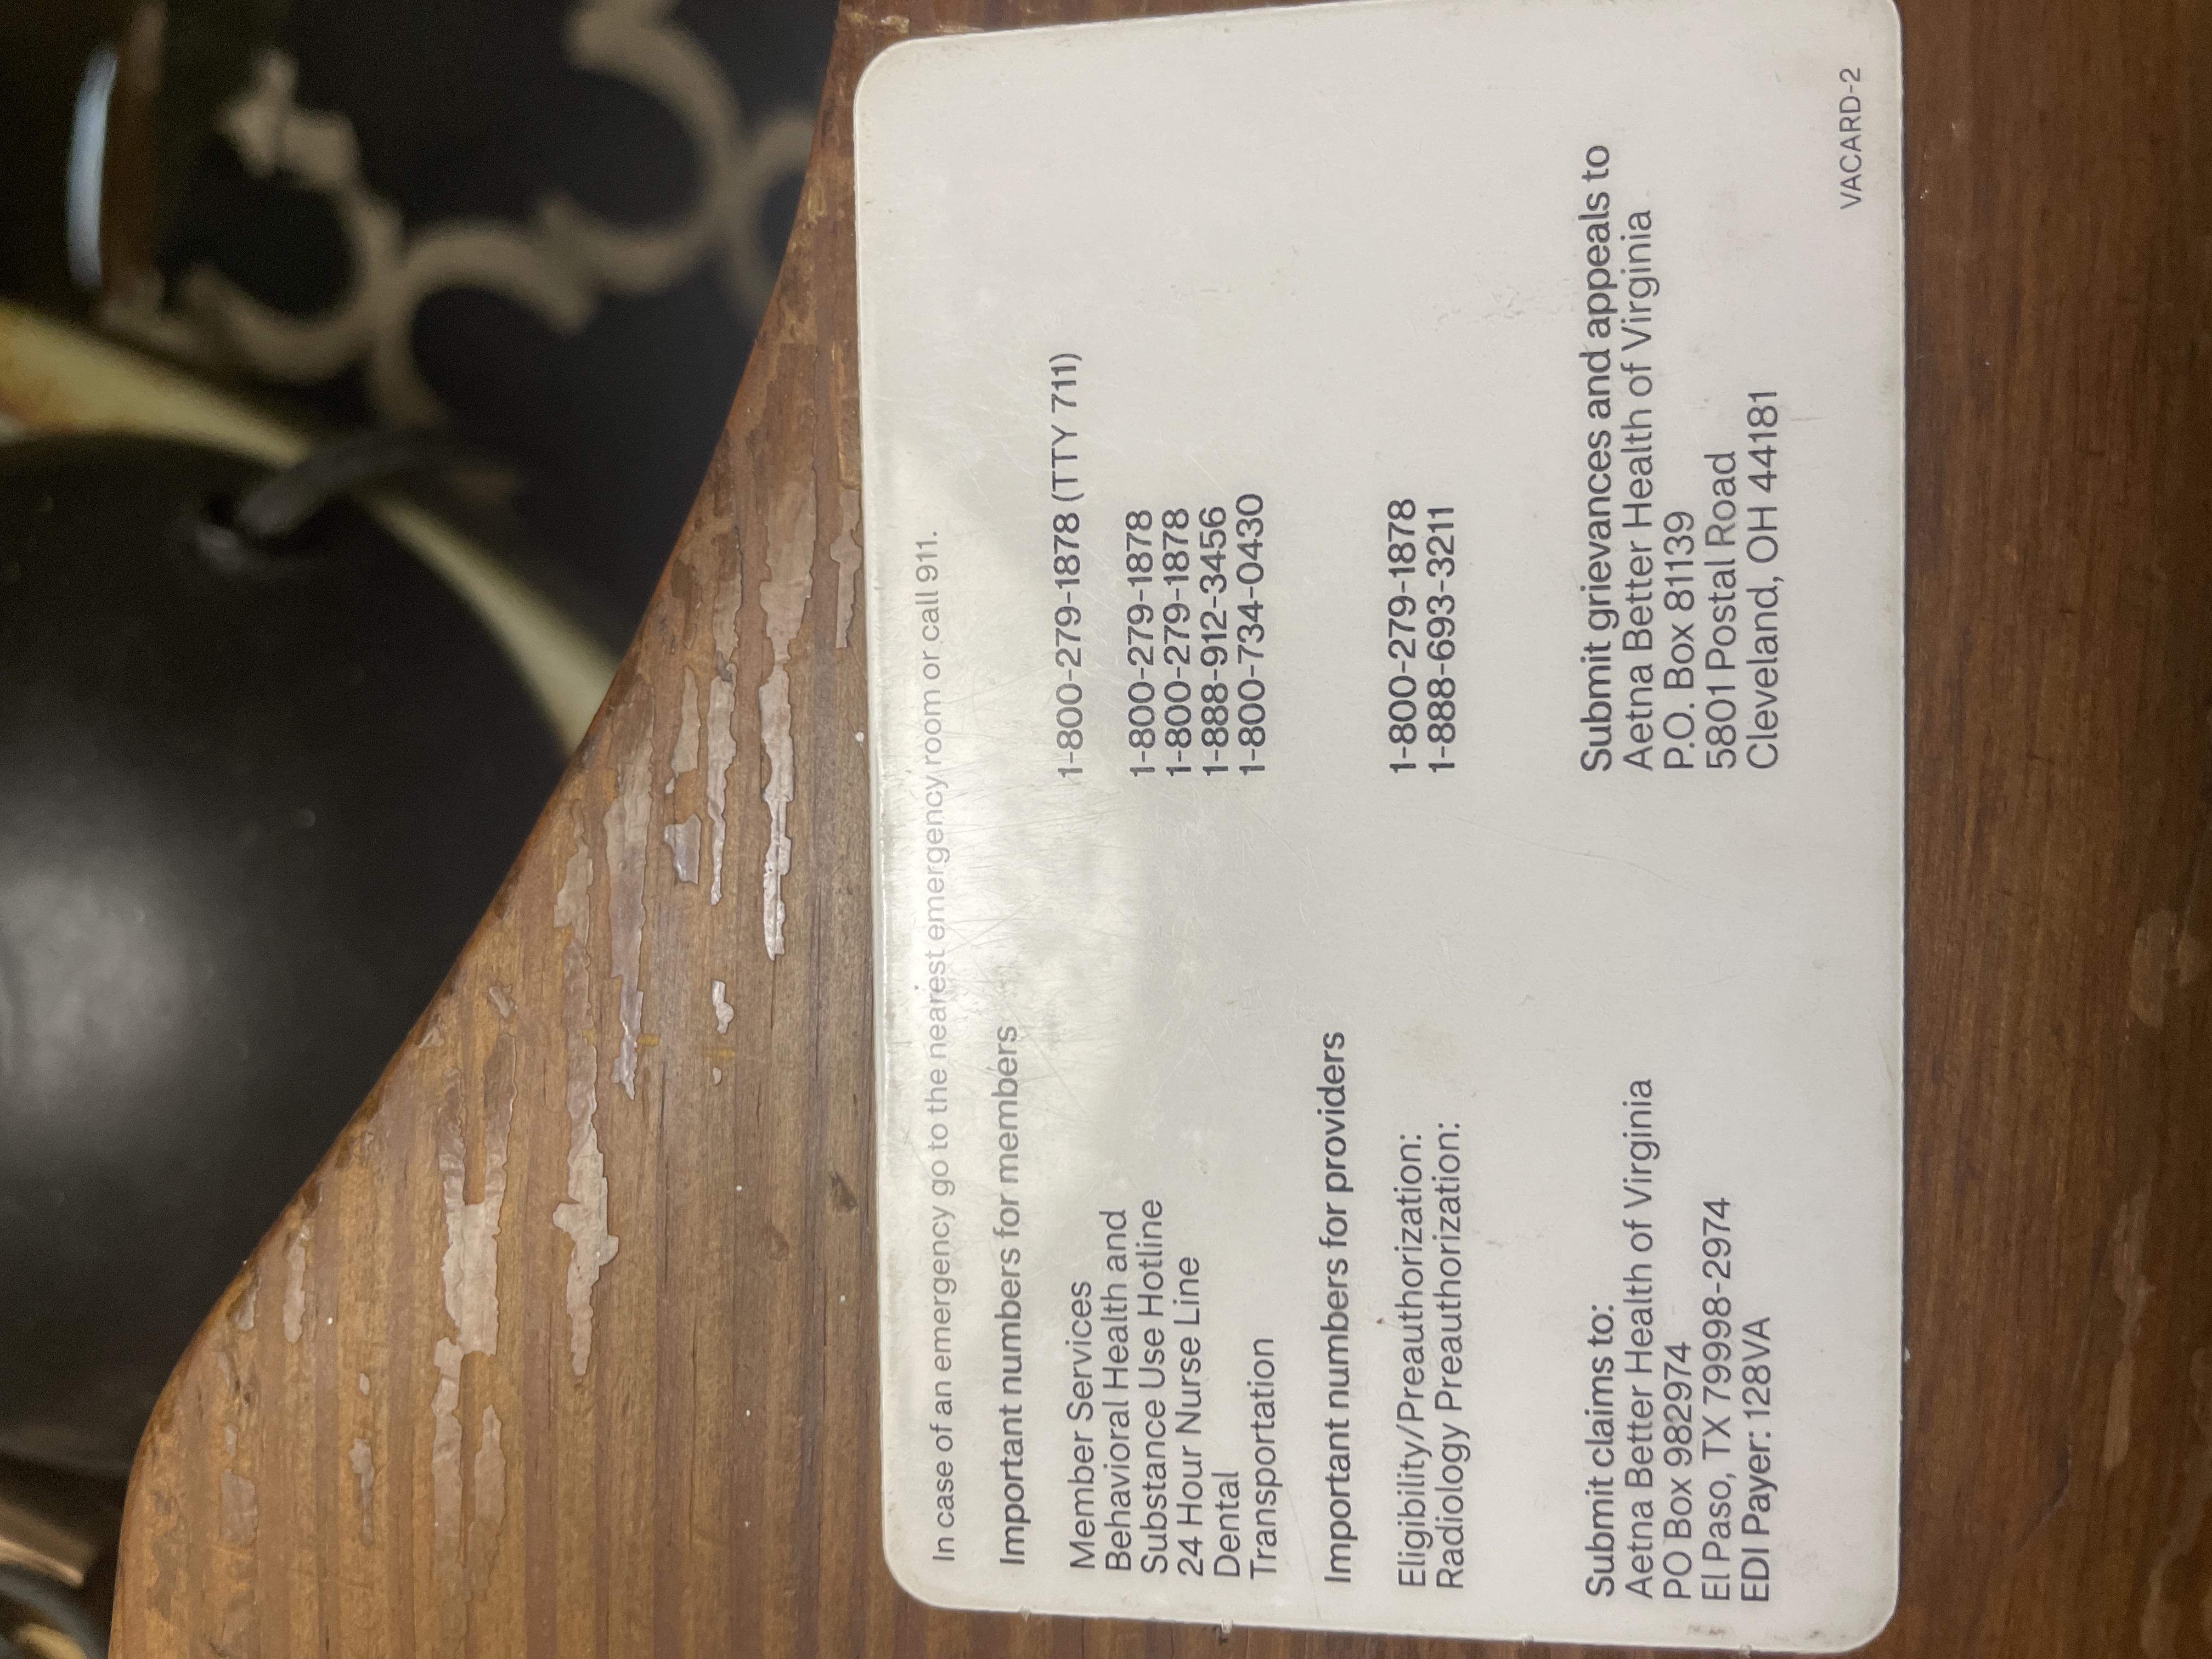 In case of an emergency go to the nearest emergency room or call 911.
Important numbers for members
Member Services 1-800-279-1878 (TTY 711)
Behavioral Health and
Substance Use Hotline 1-800-279-1878
24 Hour Nurse Line 1-800-279-1878
Dental 1-888-912-3456
Transportation 1-800-734-0430
Important numbers for providers
Eligibility/Preauthorization: 1-800-279-1878
Radiology Preauthorization: 1-888-693-3211
Submit claims to:
Aetna Better Health of Virginia
PO Box 982974
El Paso, TX 79998-2974
EDI Payer: 128VA
Submit grievances and appeals to
Aetna Better Health of Virginia
P.O. Box 81139
5801 Postal Road
Cleveland, OH 44181
VACARD-2